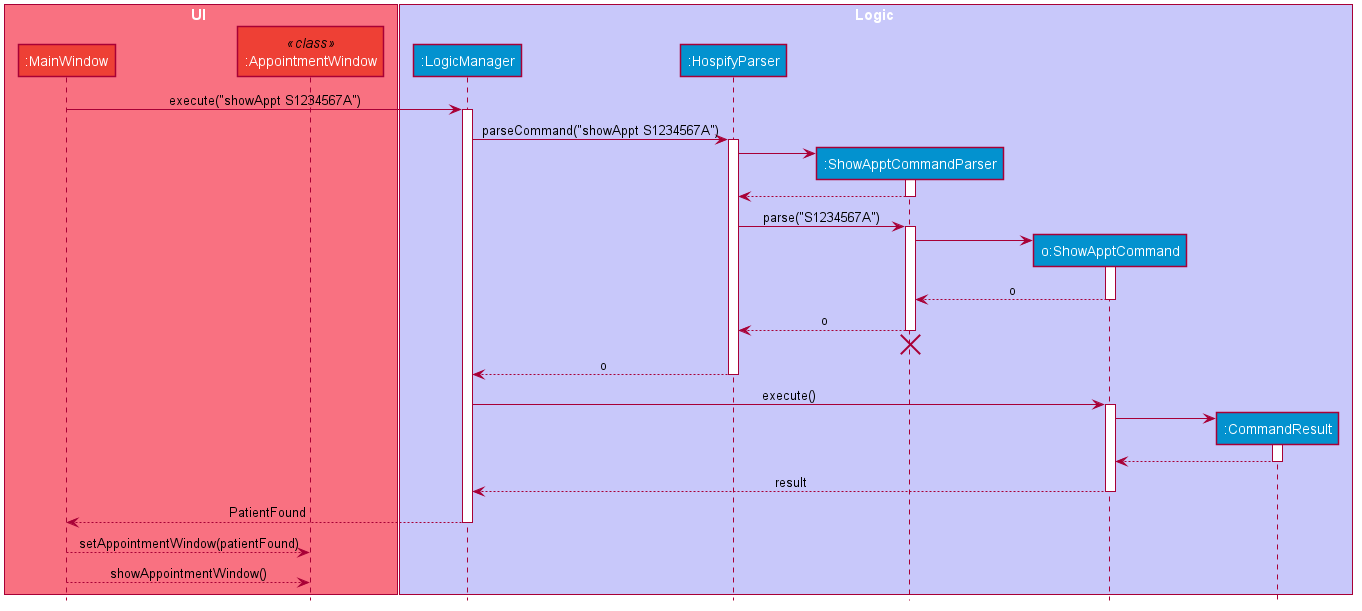 UI
Logic
«class»
:MainWindow
:AppointmentWindow
:LogicManager
:HospifyParser
execute("showAppt S1234567A")
parseCommand("showAppt S1234567A")
:ShowApptCommandParser
parse("S1234567A")
o:ShowApptCommand
o
o
o
execute()
:CommandResult
result
PatientFound
setAppointmentWindow(patientFound)
showAppointmentWindow()